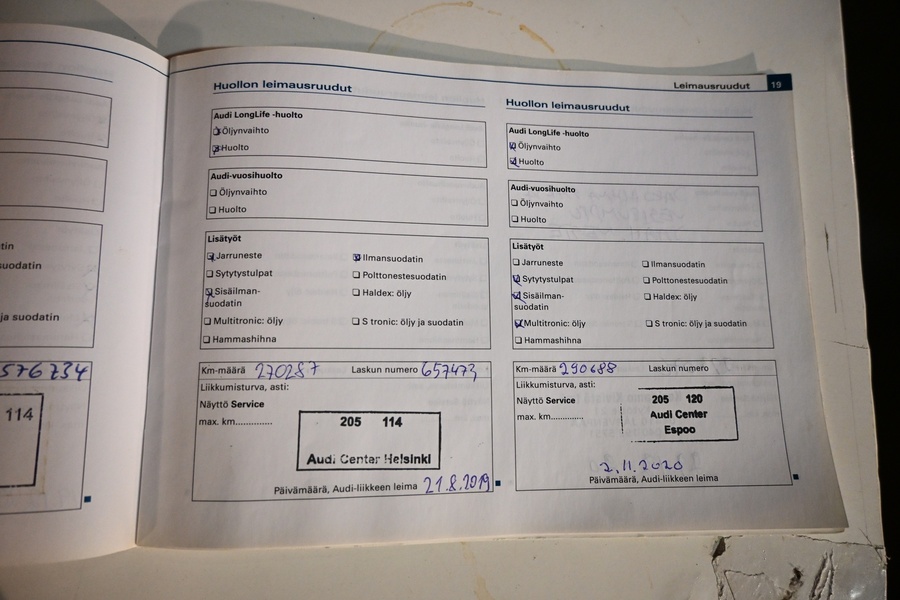 tin
suodatin
ja suodatin
576734
114
Huollon leimausruudut
Audi LongLife -huolto
Öljynvaihto
Huolto
Audi-vuosihuolto
Öljynvaihto
Huolto
Lisätyöt
Jarruneste
Ilmansuodatin
Sytytystulpat
Polttonestesuodatin
Sisäilman-
suodatin
Haldex: öljy
Multitronic: öljy
S tronic: öljy ja suodatin
Hammashihna
Km-määrä 270287 Laskun numero 657473
Liikkumisturva, asti:
Näyttö Service
max. km..............
205 114
Audi Center Helsinki
Päivämäärä, Audi-liikkeen leima 21.8.2019
Leimausruudut 19
Huollon leimausruudut
Audi LongLife -huolto
Öljynvaihto
Huolto
Audi-vuosihuolto
Öljynvaihto
Huolto
Lisätyöt
Jarruneste
Ilmansuodatin
Sytytystulpat
Polttonestesuodatin
Sisäilman-
suodatin
Haldex: öljy
Multitronic: öljy
S tronic: öljy ja suodatin
Hammashihna
Km-määrä 290688 Laskun numero
Liikkumisturva, asti:
Näyttö Service
max. km............
205 120
Audi Center
Espoo
2.11.2020
Päivämäärä, Audi-liikkeen leima